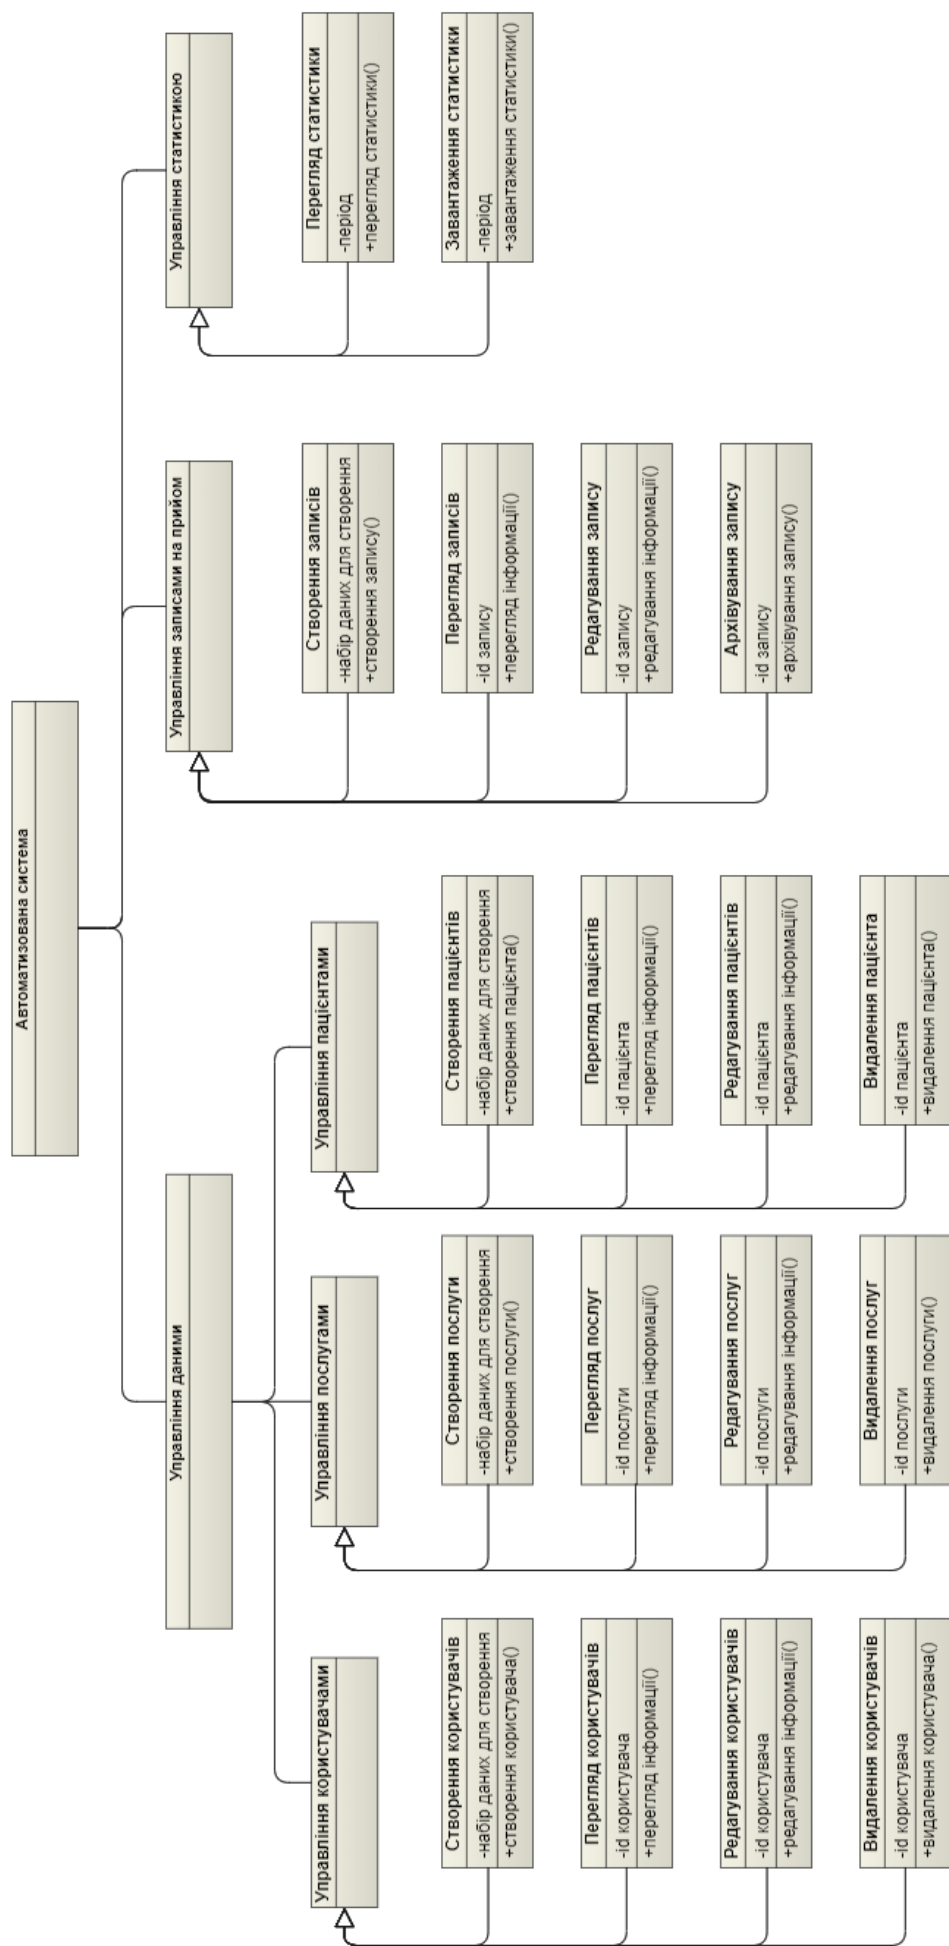 Автоматизована система
Управління даними
Управління записами на прийом
Управління статистикою
Управління користувачами
Створення користувачів
-набір даних для створення
+створення користувача()
Перегляд користувачів
-id користувача
+перегляд інформації()
Редагування користувачів
-id користувача
+редагування інформації()
Видалення користувачів
-id користувача
+видалення користувача()
Управління послугами
Створення послуги
-набір даних для створення
+створення послуги()
Перегляд послуг
-id послуги
+перегляд інформації()
Редагування послуг
-id послуги
+редагування інформації()
Видалення послуг
-id послуги
+видалення послуги()
Управління пацієнтами
Створення пацієнтів
-набір даних для створення
+створення пацієнта()
Перегляд пацієнтів
-id пацієнта
+перегляд інформації()
Редагування пацієнтів
-id пацієнта
+редагування інформації()
Видалення пацієнта
-id пацієнта
+видалення пацієнта()
Створення записів
-набір даних для створення
+створення запису()
Перегляд записів
-id запису
+перегляд інформації()
Редагування запису
-id запису
+редагування інформації()
Архівування запису
-id запису
+архівування запису()
Перегляд статистики
-період
+перегляд статистики()
Завантаження статистики
-період
+завантаження статистики()